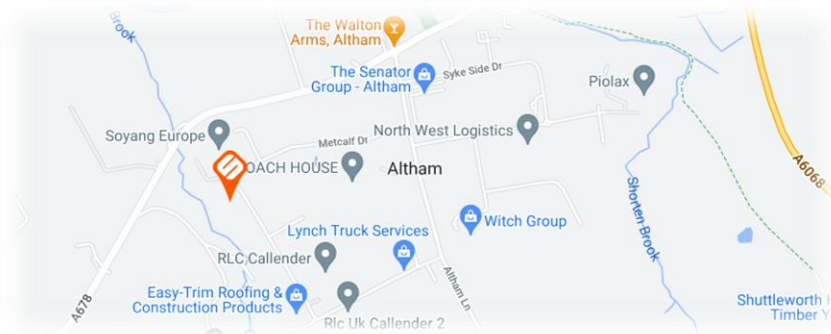 Brook
The Walton
Arms, Altham
The Senator
Group - Altham
Syke Side Dr
Piolax
Soyang Europe
Metcalf Dr
North West Logistics
OACH HOUSE
Altham
A6068
Shorten Brook
Witch Group
Lynch Truck Services
RLC Callender
Altham Ln
Easy-Trim Roofing &
Construction Products
A678
Rlc Uk Callender 2
Shuttleworth
Timber Y